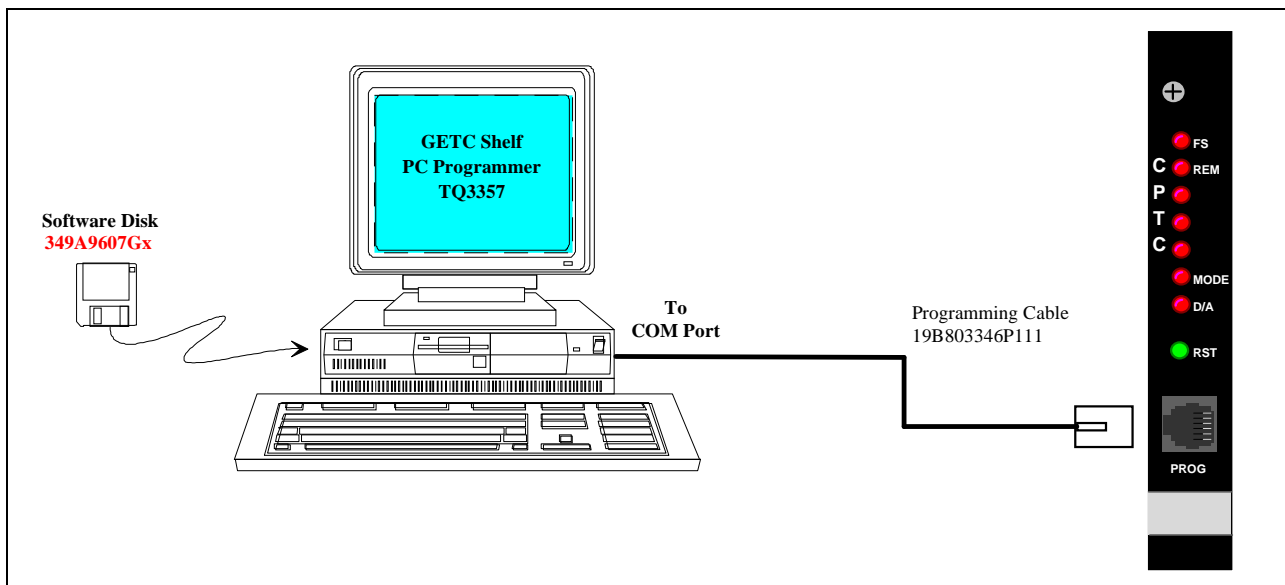 GETC Shelf
PC Programmer
TQ3357
Software Disk
349A9607Gx
To
COM Port
Programming Cable
19B803346P111
FS
C
REM
P
T
C
MODE
D/A
RST
PROG